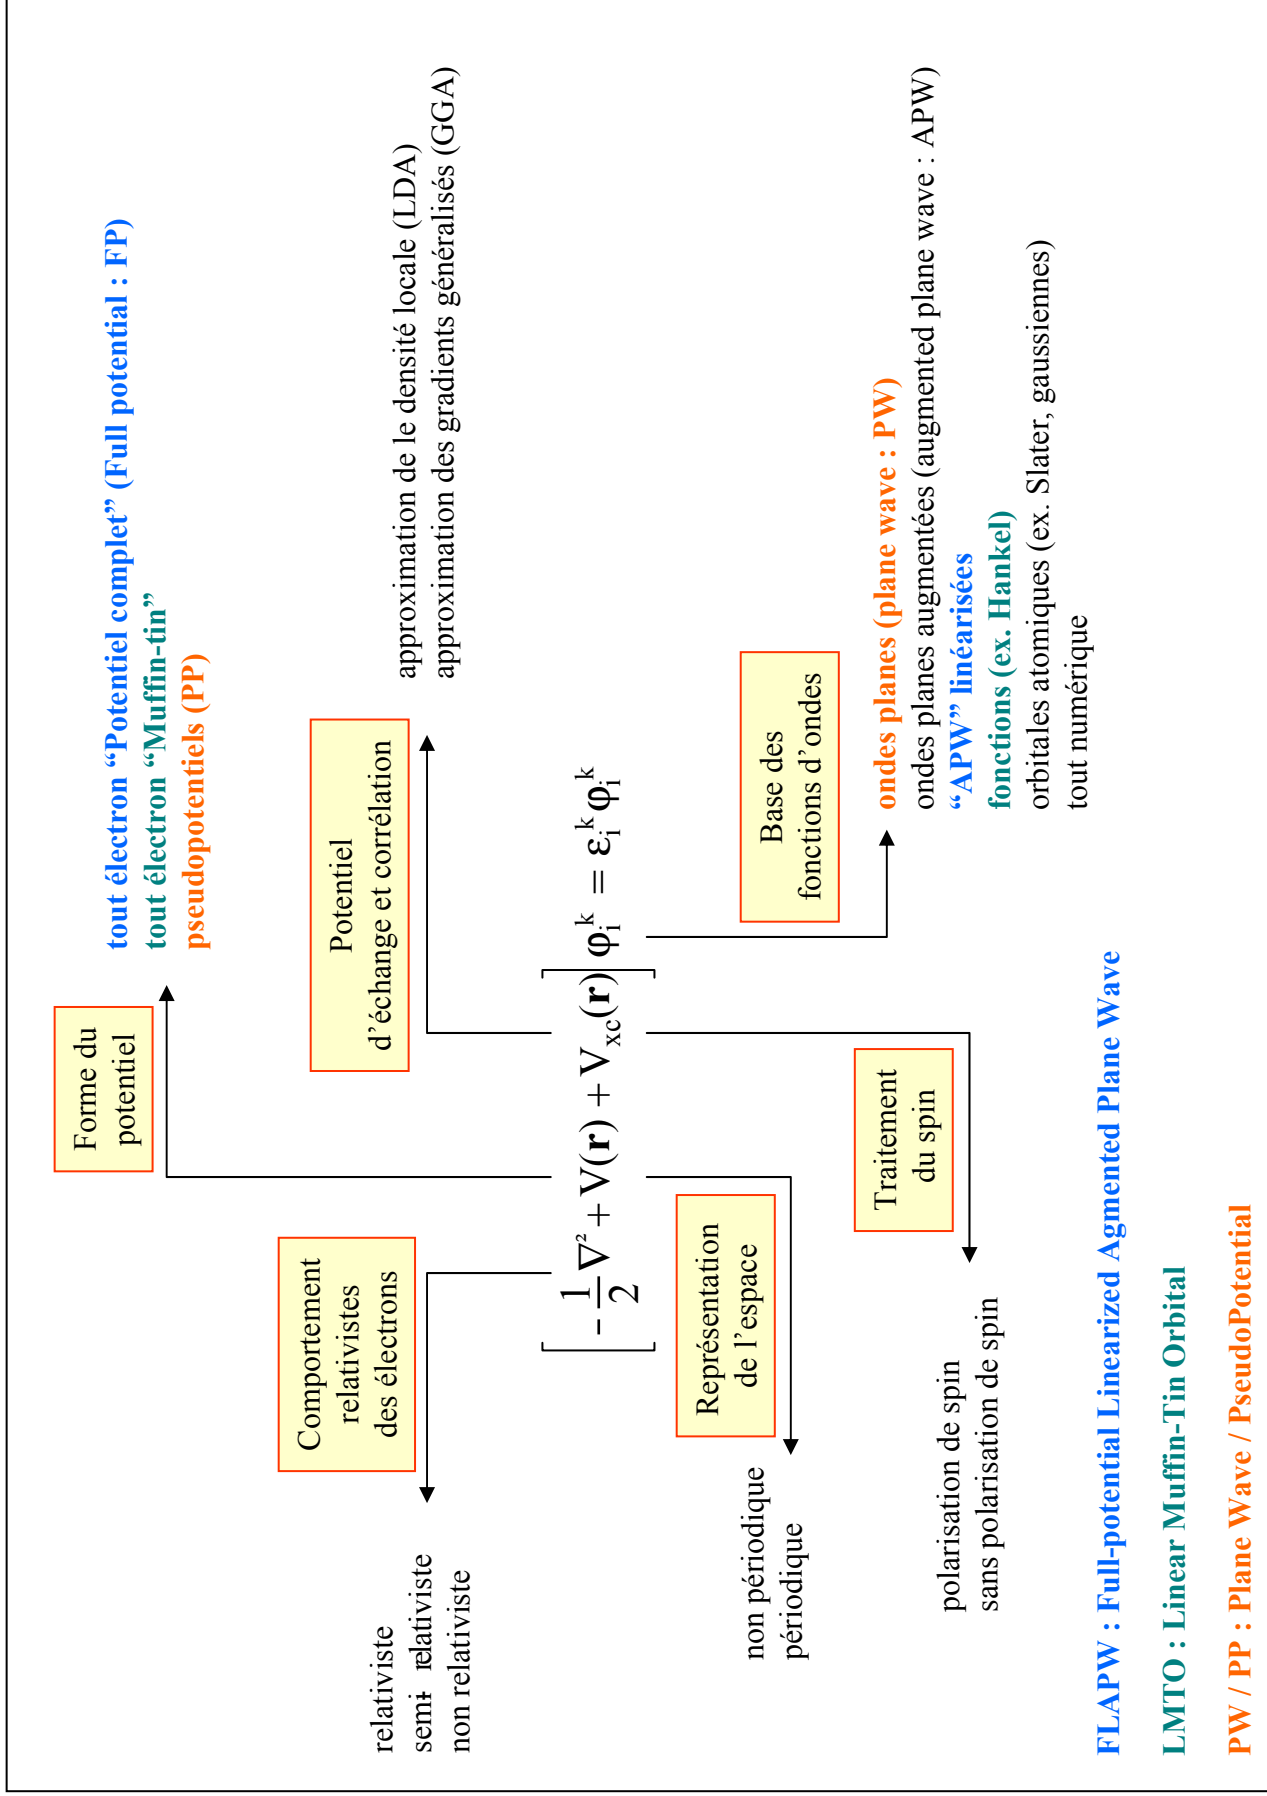 Forme du
potentiel
tout électron “Potentiel complet” (Full potential : FP)
tout électron “Muffin-tin”
pseudopotentiels (PP)
Comportement
relativistes
des électrons
relativiste
semi- relativiste
non relativiste
Potentiel
d’échange et corrélation
approximation de le densité locale (LDA)
approximation des gradients généralisés (GGA)
[ - 1/2 ∇² + V(r) + V_xc(r) ] φ_i^k = ε_i^k φ_i^k
Représentation
de l’espace
non périodique
périodique
Base des
fonctions d’ondes
ondes planes (plane wave : PW)
ondes planes augmentées (augmented plane wave : APW)
“APW” linéarisées
fonctions (ex. Hankel)
orbitales atomiques (ex. Slater, gaussiennes)
tout numérique
Traitement
du spin
polarisation de spin
sans polarisation de spin
FLAPW : Full-potential Linearized Agmented Plane Wave
LMTO : Linear Muffin-Tin Orbital
PW / PP : Plane Wave / PseudoPotential